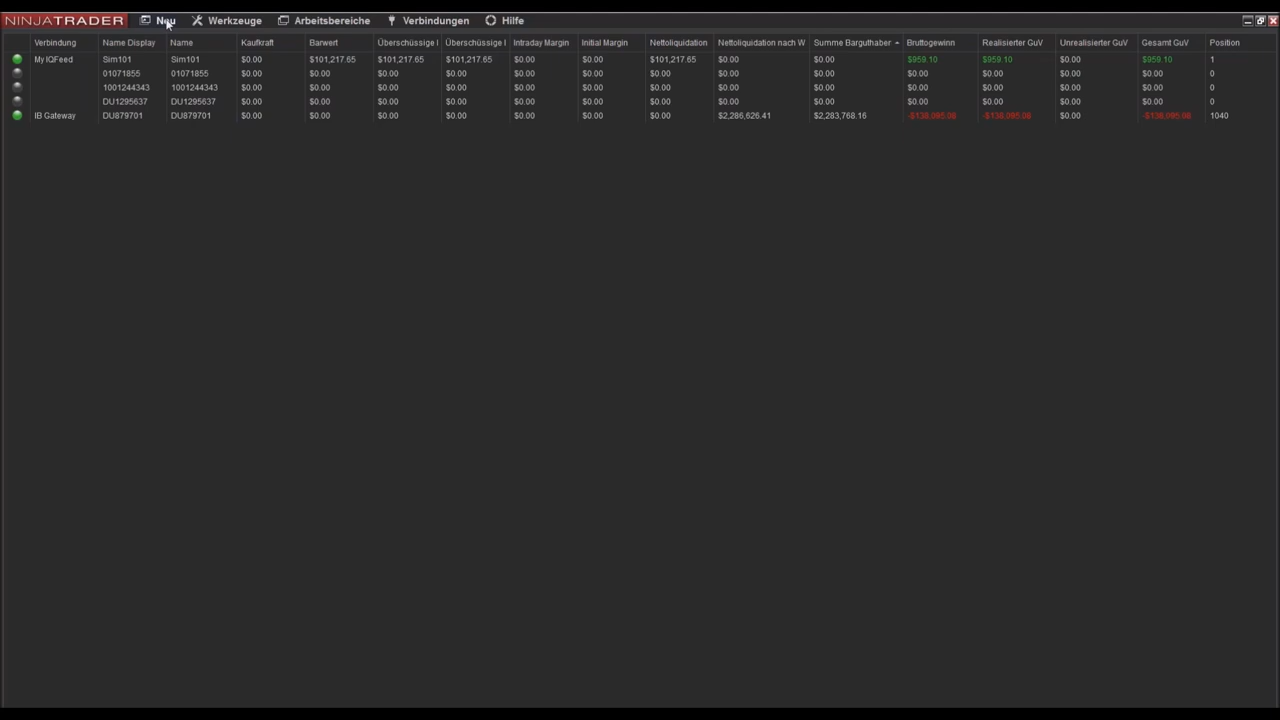 NINJATRADER Neu Werkzeuge Arbeitsbereiche Verbindungen Hilfe
Verbindung Name Display Name Kaufkraft Barwert Überschüssige I Überschüssige I Intraday Margin Initial Margin Nettoliquidation Nettoliquidation nach W Summe Barguthaber Bruttogewinn Realisierter GuV Unrealisierter GuV Gesamt GuV Position
My IQFeed Sim101 Sim101 $0.00 $101,217.65 $101,217.65 $101,217.65 $0.00 $0.00 $101,217.65 $0.00 $0.00 $959.10 $959.10 $0.00 $959.10 1
01071855 01071855 $0.00 $0.00 $0.00 $0.00 $0.00 $0.00 $0.00 $0.00 $0.00 $0.00 $0.00 $0.00 $0.00 0
1001244343 1001244343 $0.00 $0.00 $0.00 $0.00 $0.00 $0.00 $0.00 $0.00 $0.00 $0.00 $0.00 $0.00 $0.00 0
DU1295637 DU1295637 $0.00 $0.00 $0.00 $0.00 $0.00 $0.00 $0.00 $0.00 $0.00 $0.00 $0.00 $0.00 $0.00 0
IB Gateway DU879701 DU879701 $0.00 $0.00 $0.00 $0.00 $0.00 $0.00 $0.00 $2,286,626.41 $2,283,768.16 -$138,095.08 -$138,095.08 $0.00 -$138,095.08 1040